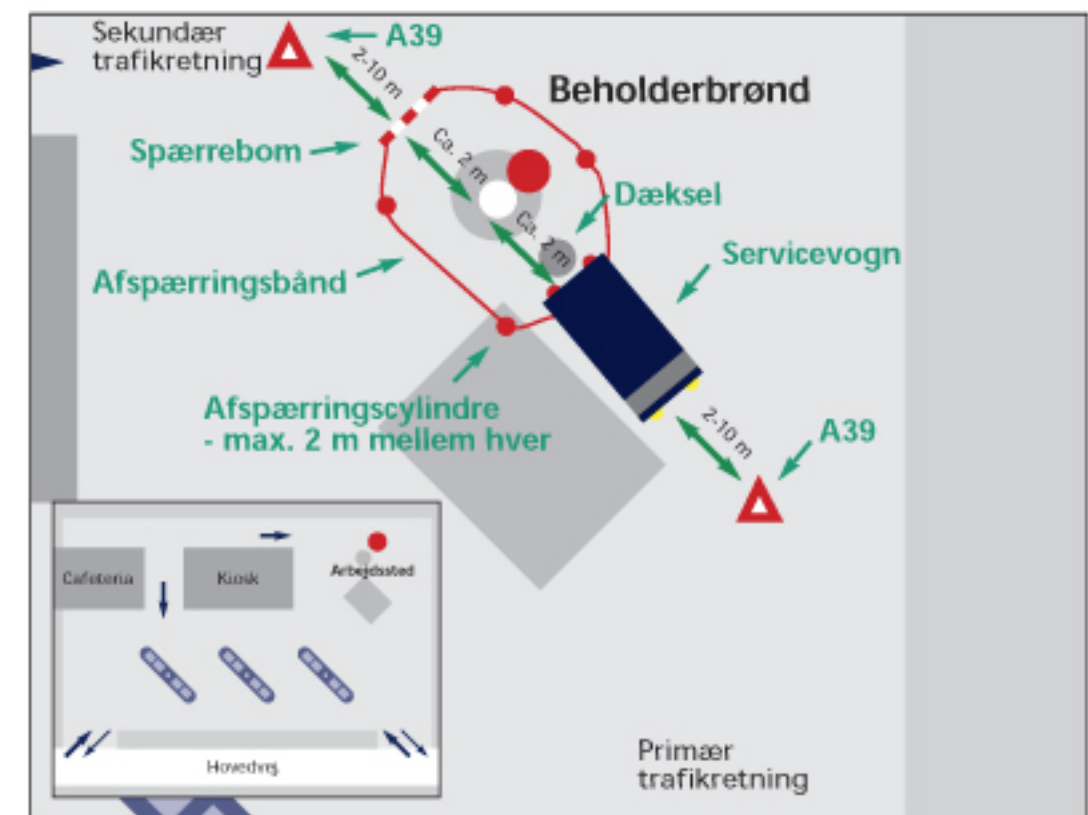 Sekundær
trafikretning
A39
2-10 m
Beholderbrønd
Spærrebom
Ca. 2 m
Dæksel
Ca. 2 m
Servicevogn
Afspærringsbånd
Afspærringscylindre
- max. 2 m mellem hver
2-10 m
A39
Cafeteria
Kiosk
Arbejdssted
Hovedvej
Primær
trafikretning